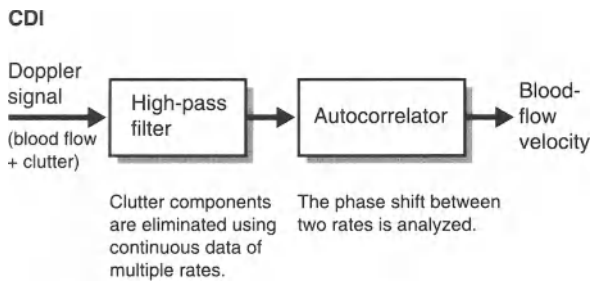 CDI
Doppler
signal
(blood flow
+ clutter)
High-pass
filter
Autocorrelator
Blood-
flow
velocity
Clutter components
are eliminated using
continuous data of
multiple rates.
The phase shift between
two rates is analyzed.